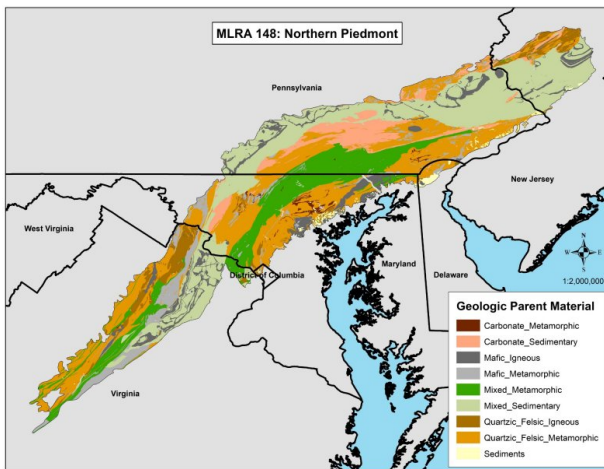 MLRA 148: Northern Piedmont
Pennsylvania
New Jersey
West Virginia
Maryland
Delaware
District of Columbia
Virginia
N
W
E
S
1:2,000,000
Geologic Parent Material
Carbonate_Metamorphic
Carbonate_Sedimentary
Mafic_Igneous
Mafic_Metamorphic
Mixed_Metamorphic
Mixed_Sedimentary
Quartzic_Felsic_Igneous
Quartzic_Felsic_Metamorphic
Sediments